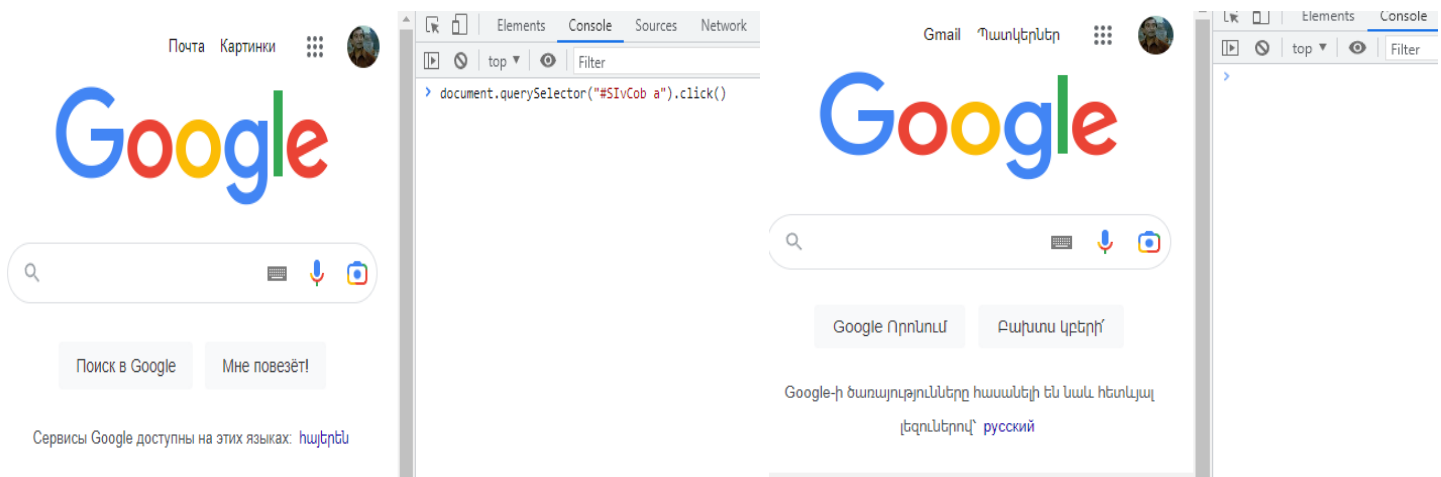 Почта Картинки
Google
Поиск в Google Мне повезёт!
Сервисы Google доступны на этих языках: հայերեն
Elements Console Sources Network
top ▼ Filter
> document.querySelector("#SIvCob a").click()
Gmail Պատկերներ
Google
Google Որոնում Բախտս կբերի՛
Google-ի ծառայությունները հասանելի են նաև հետևյալ
լեզուներով՝ русский
Elements Console
top ▼ Filter
>